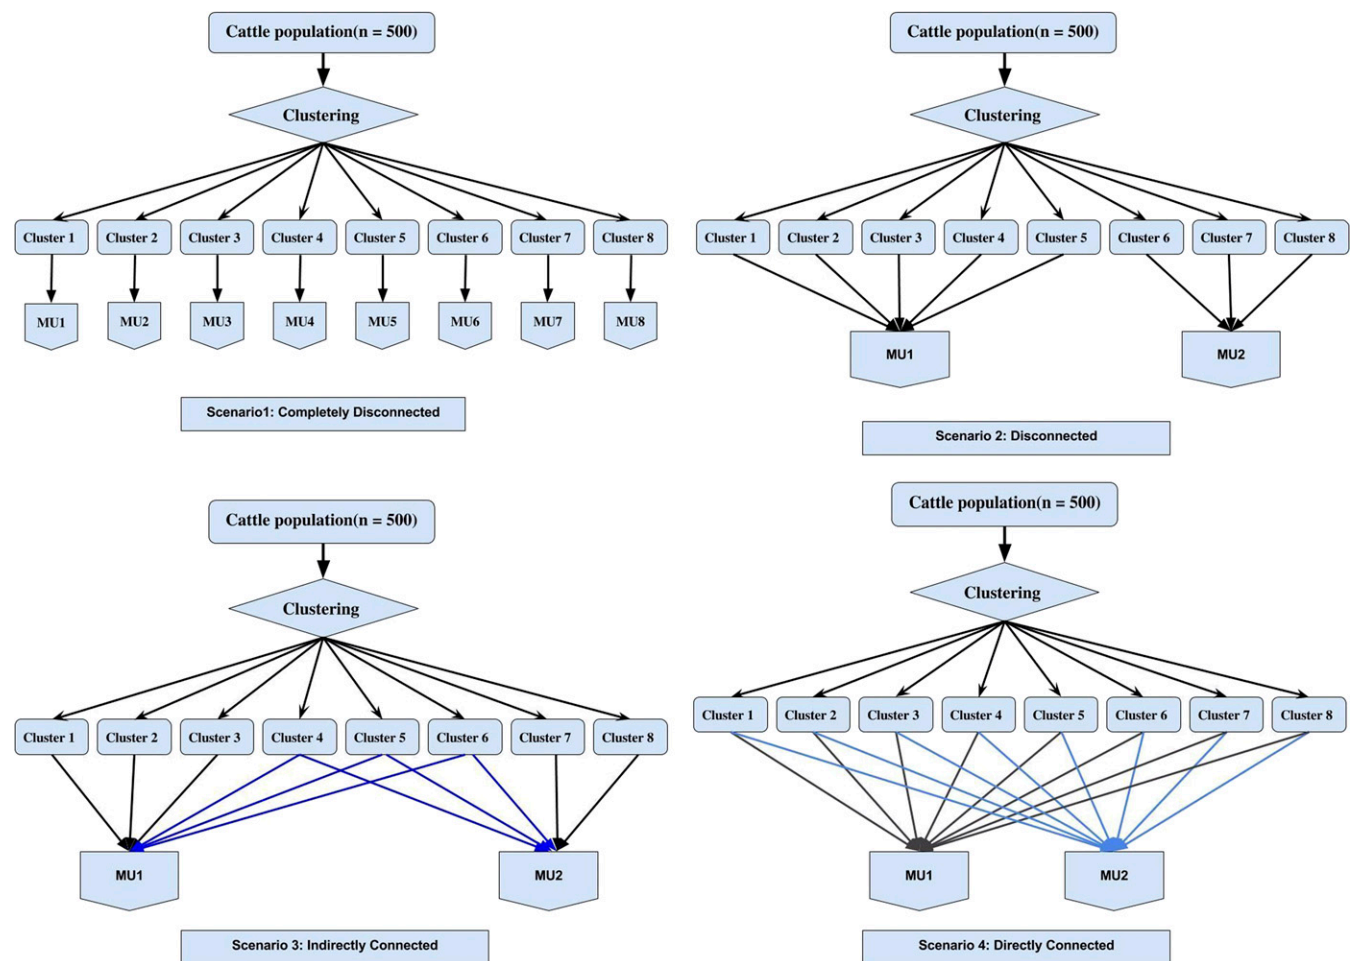 Cattle population(n = 500)
Clustering
Cluster 1 Cluster 2 Cluster 3 Cluster 4 Cluster 5 Cluster 6 Cluster 7 Cluster 8
MU1 MU2 MU3 MU4 MU5 MU6 MU7 MU8
Scenario1: Completely Disconnected
Cattle population(n = 500)
Clustering
Cluster 1 Cluster 2 Cluster 3 Cluster 4 Cluster 5 Cluster 6 Cluster 7 Cluster 8
MU1 MU2
Scenario 2: Disconnected
Cattle population(n = 500)
Clustering
Cluster 1 Cluster 2 Cluster 3 Cluster 4 Cluster 5 Cluster 6 Cluster 7 Cluster 8
MU1 MU2
Scenario 3: Indirectly Connected
Cattle population(n = 500)
Clustering
Cluster 1 Cluster 2 Cluster 3 Cluster 4 Cluster 5 Cluster 6 Cluster 7 Cluster 8
MU1 MU2
Scenario 4: Directly Connected